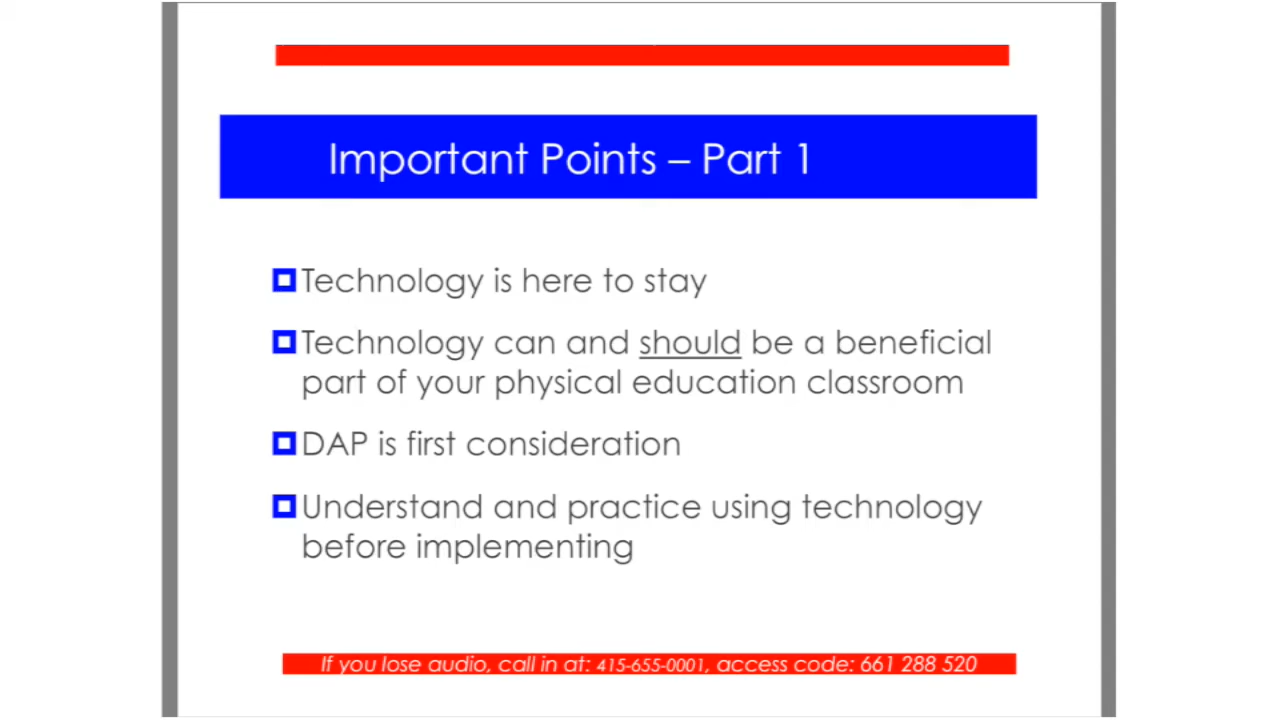 Important Points – Part 1
Technology is here to stay
Technology can and should be a beneficial
part of your physical education classroom
DAP is first consideration
Understand and practice using technology
before implementing
If you lose audio, call in at: 415-655-0001, access code: 661 288 520